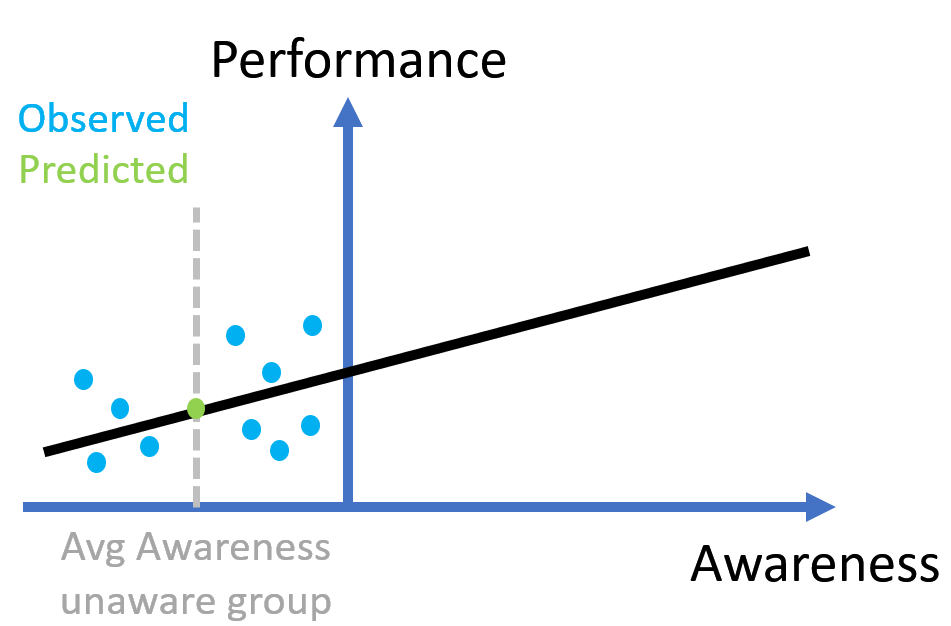 Performance
Observed
Predicted
Avg Awareness
unaware group
Awareness